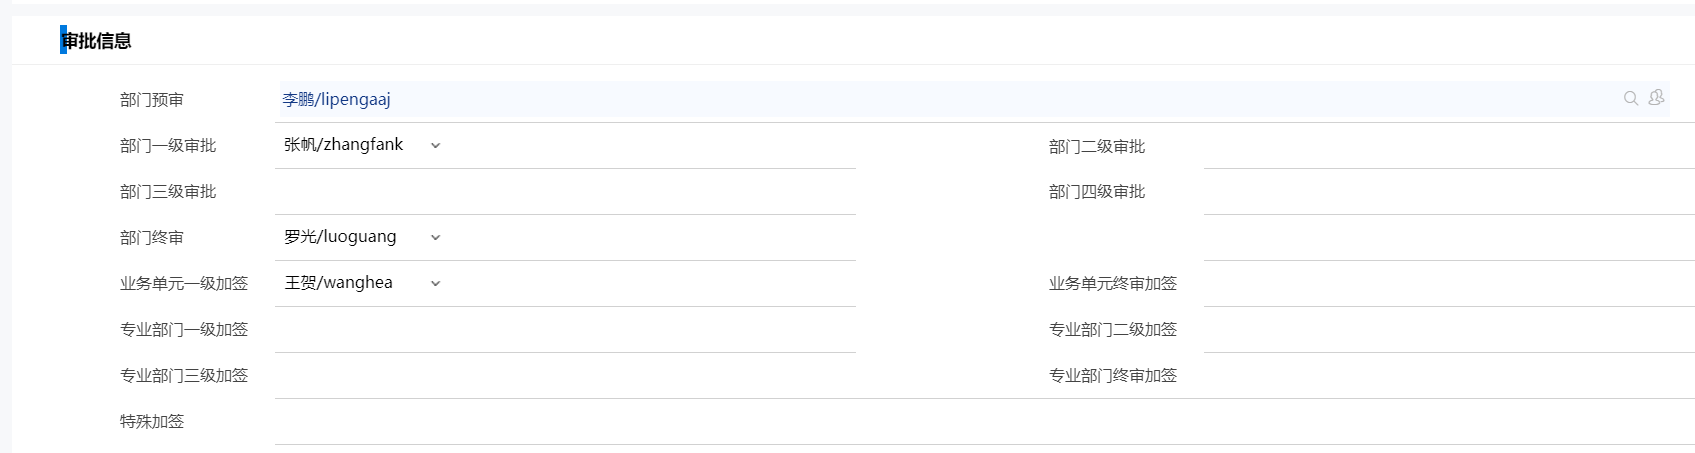 审批信息
部门预审 李鹏/lipengaaj
部门一级审批 张帆/zhangfank 部门二级审批
部门三级审批 部门四级审批
部门终审 罗光/luoguang
业务单元一级加签 王贺/wanghea 业务单元终审加签
专业部门一级加签 专业部门二级加签
专业部门三级加签 专业部门终审加签
特殊加签